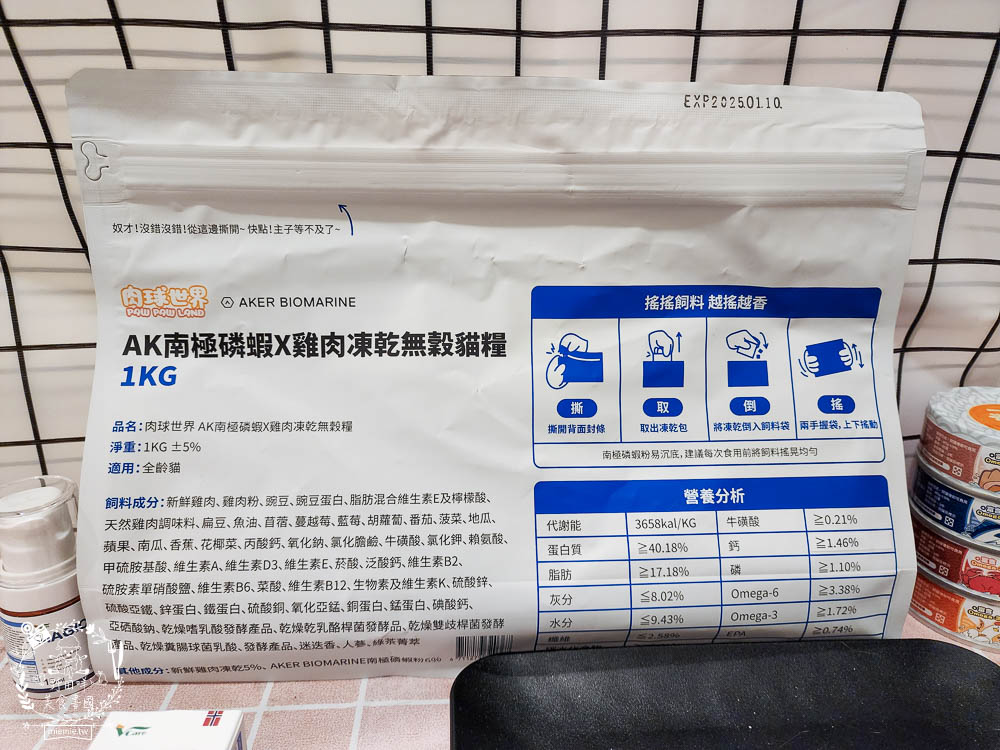 EXP2025.01.10.
奴才!沒錯沒錯!從這邊撕開~快點!主子等不及了~
肉球世界
PAW PAW LAND
AKER BIOMARINE
AK南極磷蝦X雞肉凍乾無穀貓糧
1KG
品名:肉球世界 AK南極磷蝦X雞肉凍乾無穀糧
淨重:1KG ±5%
適用:全齡貓
飼料成分:新鮮雞肉、雞肉粉、豌豆、豌豆蛋白、脂肪混合維生素E及檸檬酸、
天然雞肉調味料、扁豆、魚油、苜蓿、蔓越莓、藍莓、胡蘿蔔、番茄、菠菜、地瓜、
蘋果、南瓜、香蕉、花椰菜、丙酸鈣、氧化鈉、氯化膽鹼、牛磺酸、氯化鉀、賴氨酸、
甲硫胺基酸、維生素A、維生素D3、維生素E、菸酸、泛酸鈣、維生素B2、
硫胺素單硝酸鹽、維生素B6、菜酸、維生素B12、生物素及維生素K、硫酸鋅、
硫酸亞鐵、鋅蛋白、鐵蛋白、硫酸銅、氧化亞錳、銅蛋白、錳蛋白、碘酸鈣、
亞硒酸鈉、乾燥嗜乳酸發酵產品、乾燥乾乳酪桿菌發酵品、乾燥雙岐桿菌發酵
產品、乾燥糞腸球菌乳酸、發酵產品、迷迭香、人蔘、綠茶菁萃
其他成分:新鮮雞肉凍乾5%、AKER BIOMARINE南極磷蝦粉6%
搖搖飼料 越搖越香
撕 取 倒 搖
撕開背面封條 取出凍乾包 將凍乾倒入飼料袋 兩手握袋,上下搖動
南極磷蝦粉易沉底,建議每次食用前將飼料搖晃均勻
營養分析
代謝能 3658kal/KG 牛磺酸 ≧0.21%
蛋白質 ≧40.18% 鈣 ≧1.46%
脂肪 ≧17.18% 磷 ≧1.10%
灰分 ≦8.02% Omega-6 ≧3.38%
水分 ≦9.43% Omega-3 ≧1.72%
纖維 ≦2.58% EPA ≧0.74%
VCare
miemie.tw